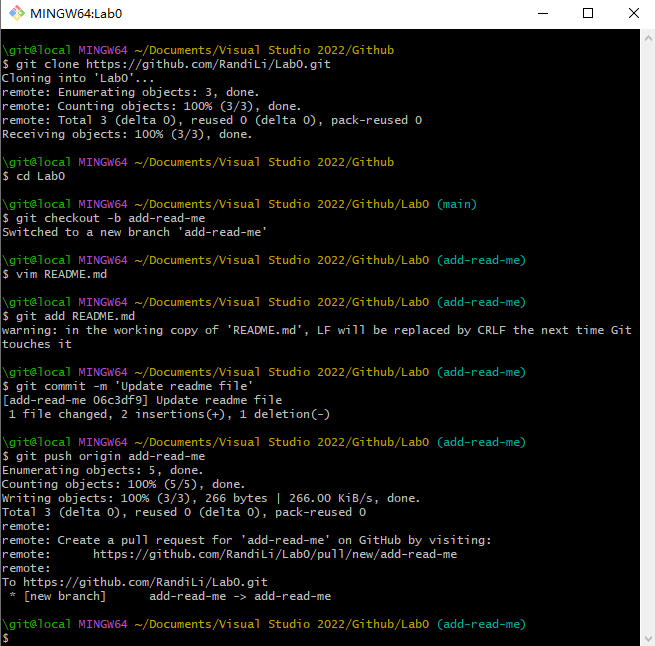 MINGW64:Lab0
\git@local MINGW64 ~/Documents/Visual Studio 2022/Github
$ git clone https://github.com/RandiLi/Lab0.git
Cloning into 'Lab0'...
remote: Enumerating objects: 3, done.
remote: Counting objects: 100% (3/3), done.
remote: Total 3 (delta 0), reused 0 (delta 0), pack-reused 0
Receiving objects: 100% (3/3), done.
\git@local MINGW64 ~/Documents/Visual Studio 2022/Github
$ cd Lab0
\git@local MINGW64 ~/Documents/Visual Studio 2022/Github/Lab0 (main)
$ git checkout -b add-read-me
Switched to a new branch 'add-read-me'
\git@local MINGW64 ~/Documents/Visual Studio 2022/Github/Lab0 (add-read-me)
$ vim README.md
\git@local MINGW64 ~/Documents/Visual Studio 2022/Github/Lab0 (add-read-me)
$ git add README.md
warning: in the working copy of 'README.md', LF will be replaced by CRLF the next time Git
touches it
\git@local MINGW64 ~/Documents/Visual Studio 2022/Github/Lab0 (add-read-me)
$ git commit -m 'Update readme file'
[add-read-me 06c3df9] Update readme file
1 file changed, 2 insertions(+), 1 deletion(-)
\git@local MINGW64 ~/Documents/Visual Studio 2022/Github/Lab0 (add-read-me)
$ git push origin add-read-me
Enumerating objects: 5, done.
Counting objects: 100% (5/5), done.
Writing objects: 100% (3/3), 266 bytes | 266.00 KiB/s, done.
Total 3 (delta 0), reused 0 (delta 0), pack-reused 0
remote:
remote: Create a pull request for 'add-read-me' on GitHub by visiting:
remote:      https://github.com/RandiLi/Lab0/pull/new/add-read-me
remote:
To https://github.com/RandiLi/Lab0.git
* [new branch]      add-read-me -> add-read-me
\git@local MINGW64 ~/Documents/Visual Studio 2022/Github/Lab0 (add-read-me)
$